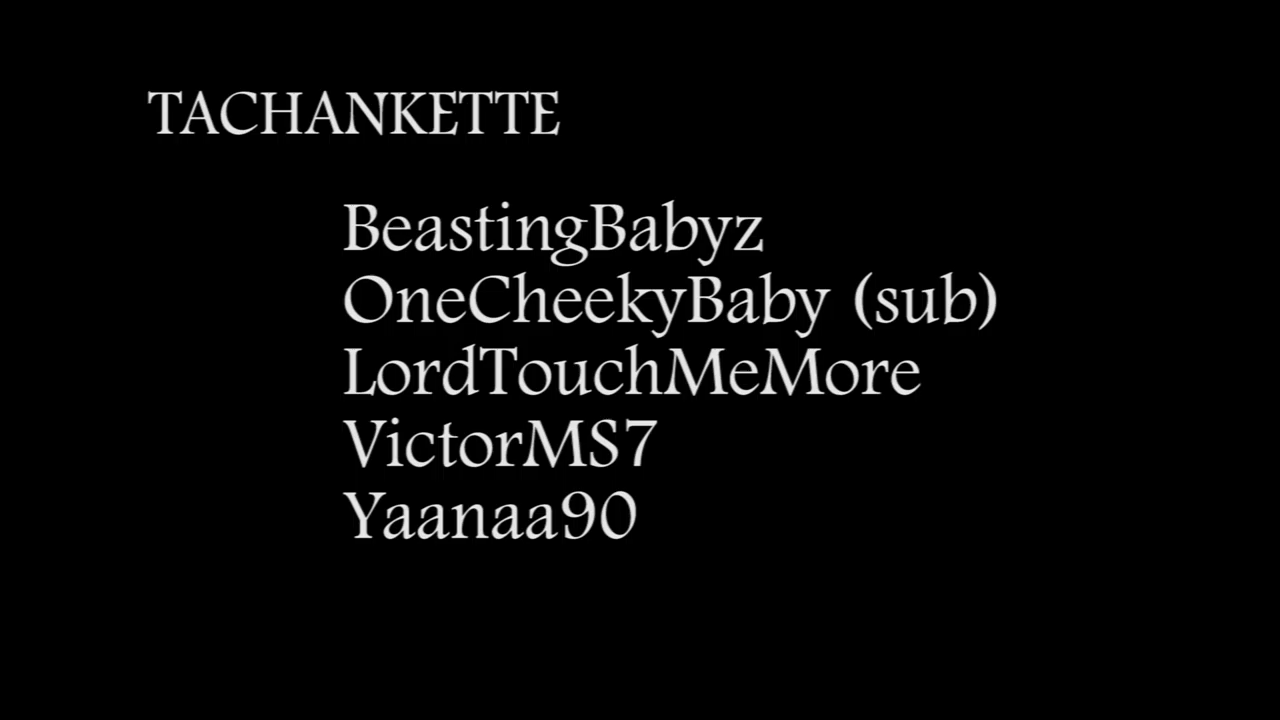 TACHANKETTE
BeastingBabyz
OneCheekyBaby (sub)
LordTouchMeMore
VictorMS7
Yaanaa90